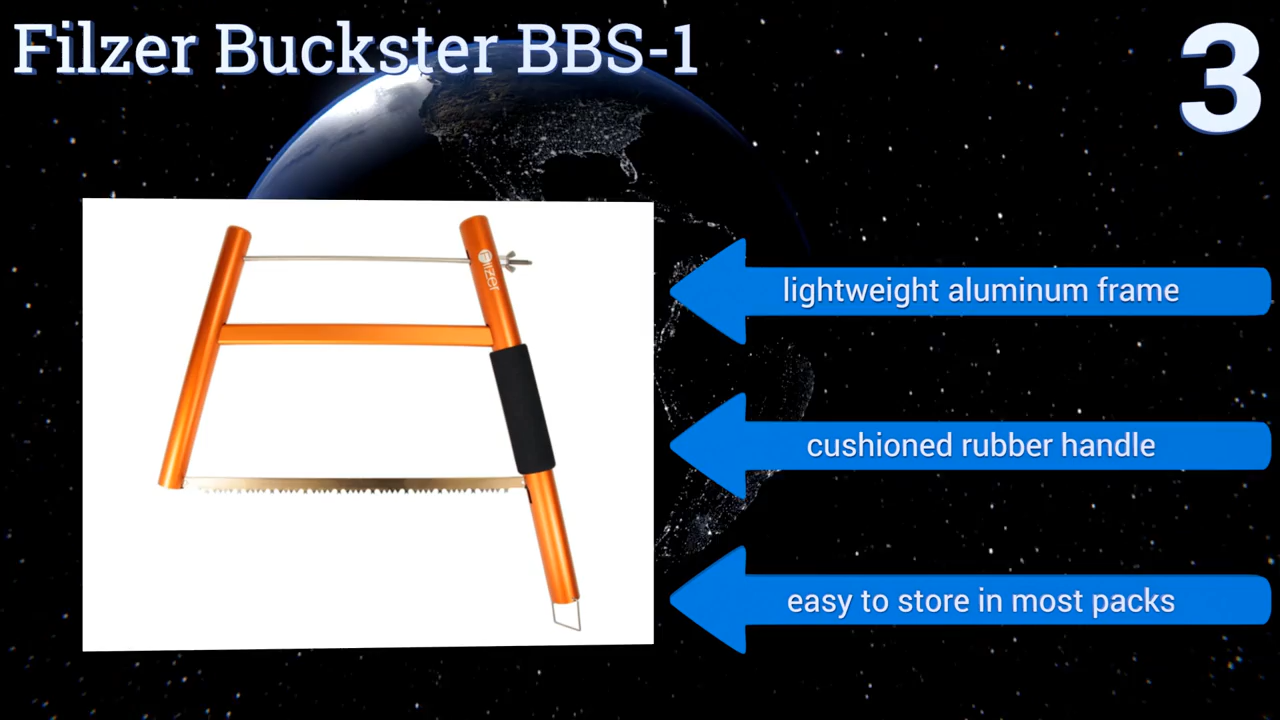 Filzer Buckster BBS-1
3
Filzer
lightweight aluminum frame
cushioned rubber handle
easy to store in most packs